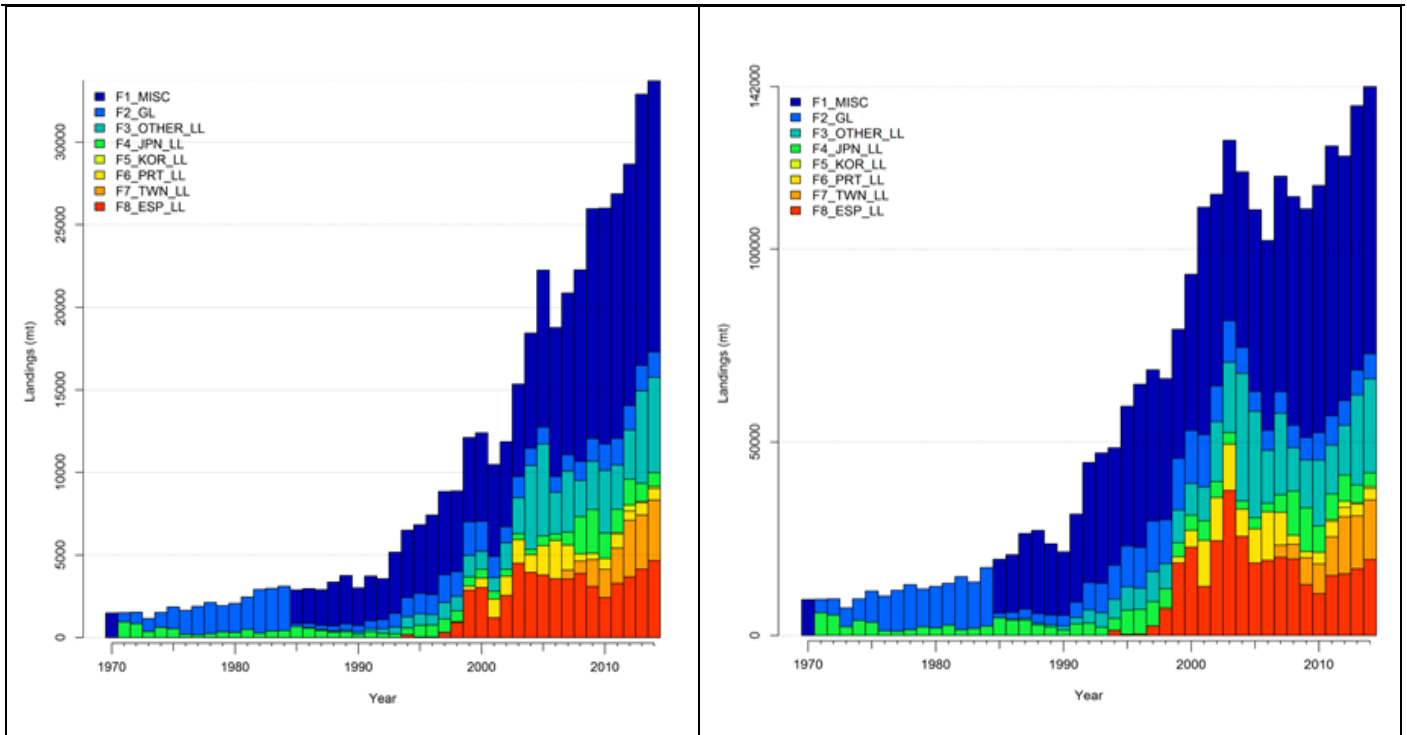 F1_MISC
F2_GL
F3_OTHER_LL
F4_JPN_LL
F5_KOR_LL
F6_PRT_LL
F7_TWN_LL
F8_ESP_LL
Landings (mt)
30000
25000
20000
15000
10000
5000
0
1970 1980 1990 2000 2010
Year
F1_MISC
F2_GL
F3_OTHER_LL
F4_JPN_LL
F5_KOR_LL
F6_PRT_LL
F7_TWN_LL
F8_ESP_LL
Landings (mt)
142000
100000
50000
0
1970 1980 1990 2000 2010
Year